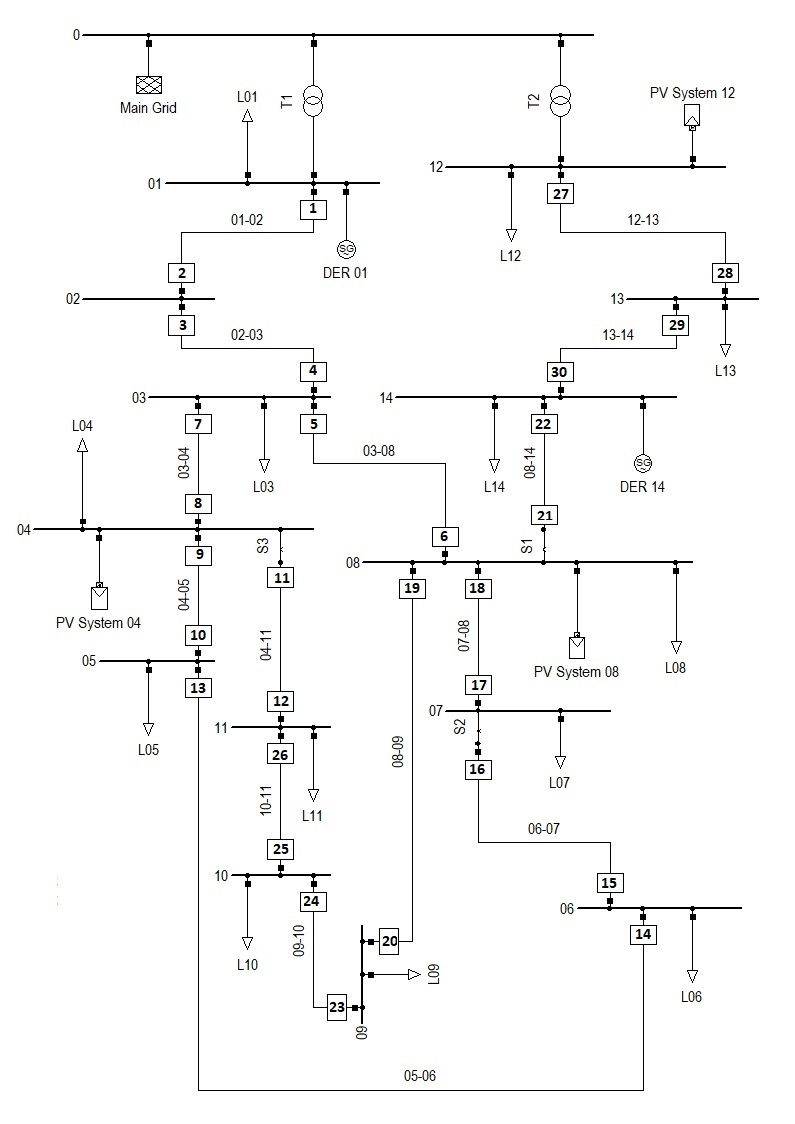 0
Main Grid
T1
T2
L01
PV System 12
01
12
1
27
01-02
SG
DER 01
L12
12-13
2
28
02
13
3
29
02-03
13-14
L13
4
30
03
14
7
5
22
L04
03-04
L03
03-08
L14
08-14
SG
DER 14
8
21
04
S3
6
S1
08
9
11
19
18
PV System 04
04-05
04-11
07-08
PV System 08
L08
10
05
13
12
17
L05
11
07
S2
26
08-09
16
L07
10-11
L11
06-07
25
10
15
24
06
L10
09-10
20
14
L09
L06
23
09
05-06